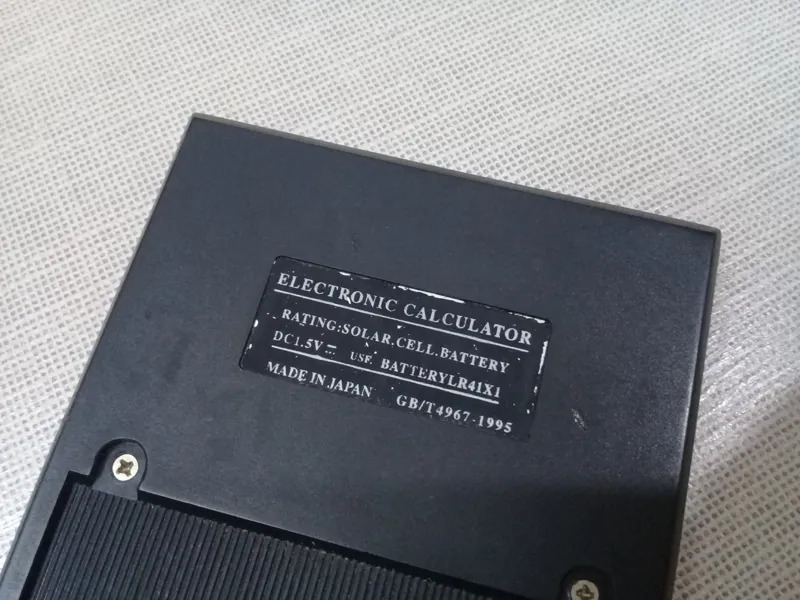 ELECTRONIC CALCULATOR
RATING:SOLAR.CELL.BATTERY
DC1.5V⎓ USE BATTERYLR41X1
MADE IN JAPAN GB/T4967-1995